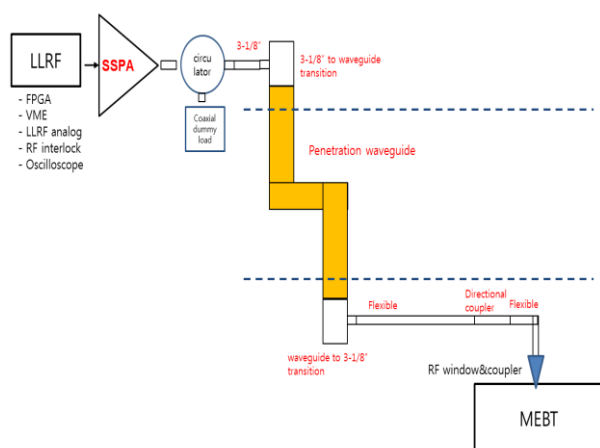 LLRF
SSPA
circu
lator
3-1/8"
3-1/8" to waveguide
transition
- FPGA
- VME
- LLRF analog
- RF interlock
- Oscilloscope
Coaxial
dummy
load
Penetration waveguide
Flexible
Directional
coupler
Flexible
waveguide to 3-1/8"
transition
RF window&coupler
MEBT